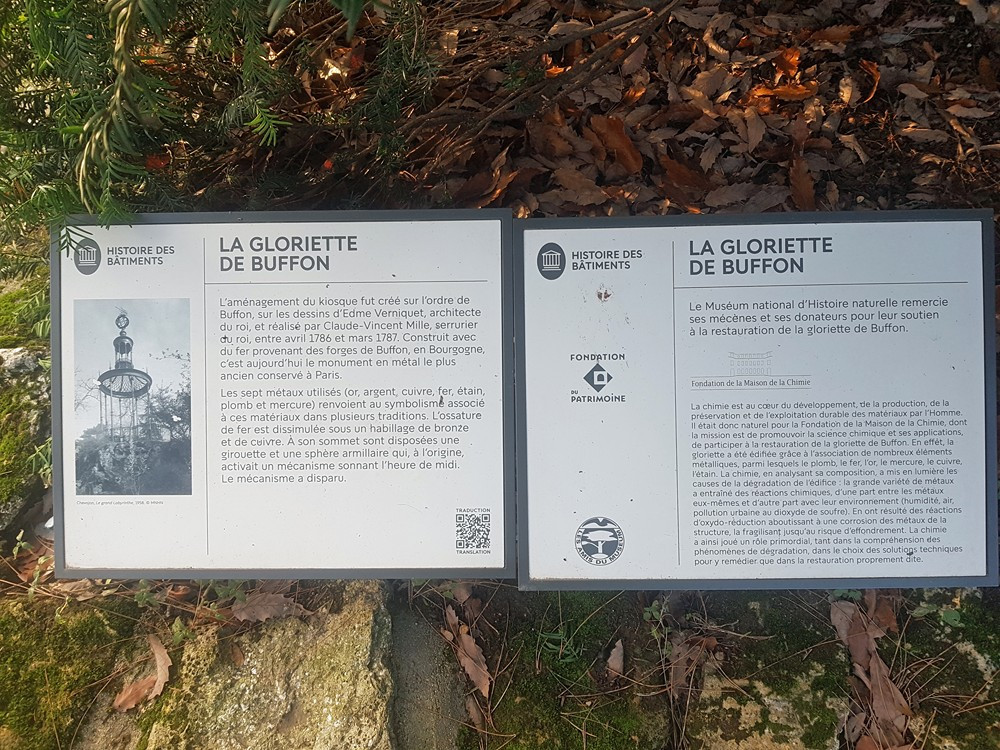 HISTOIRE DES
BÂTIMENTS
LA GLORIETTE
DE BUFFON
L'aménagement du kiosque fut créé sur l'ordre de
Buffon, sur les dessins d'Edme Verniquet, architecte
du roi, et réalisé par Claude-Vincent Mille, serrurier
du roi, entre avril 1786 et mars 1787. Construit avec
du fer provenant des forges de Buffon, en Bourgogne,
c'est aujourd'hui le monument en métal le plus
ancien conservé à Paris.
Les sept métaux utilisés (or, argent, cuivre, fer, étain,
plomb et mercure) renvoient au symbolisme associé
à ces matériaux dans plusieurs traditions. L'ossature
de fer est dissimulée sous un habillage de bronze
et de cuivre. À son sommet sont disposées une
girouette et une sphère armillaire qui, à l'origine,
activait un mécanisme sonnant l'heure de midi.
Le mécanisme a disparu.
TRADUCTION
TRANSLATION
HISTOIRE DES
BÂTIMENTS
FONDATION
DU
PATRIMOINE
AMIS DU MUSÉUM
LA GLORIETTE
DE BUFFON
Le Muséum national d'Histoire naturelle remercie
ses mécènes et ses donateurs pour leur soutien
à la restauration de la gloriette de Buffon.
Fondation de la Maison de la Chimie
La chimie est au cœur du développement, de la production, de la
préservation et de l'exploitation durable des matériaux par l'Homme.
Il était donc naturel pour la Fondation de la Maison de la Chimie, dont
la mission est de promouvoir la science chimique et ses applications,
de participer à la restauration de la gloriette de Buffon. En effet, la
gloriette a été édifiée grâce à l'association de nombreux éléments
métalliques, parmi lesquels le plomb, le fer, l'or, le mercure, le cuivre,
l'étain. La chimie, en analysant sa composition, a mis en lumière les
causes de la dégradation de l'édifice : la grande variété de métaux
a entraîné des réactions chimiques, d'une part entre les métaux
eux-mêmes et d'autre part avec leur environnement (humidité, air,
pollution urbaine au dioxyde de soufre). En ont résulté des réactions
d'oxydo-réduction aboutissant à une corrosion des métaux de la
structure, la fragilisant jusqu'au risque d'effondrement. La chimie
a ainsi joué un rôle primordial, tant dans la compréhension des
phénomènes de dégradation, dans le choix des solutions techniques
pour y remédier que dans la restauration proprement dite.